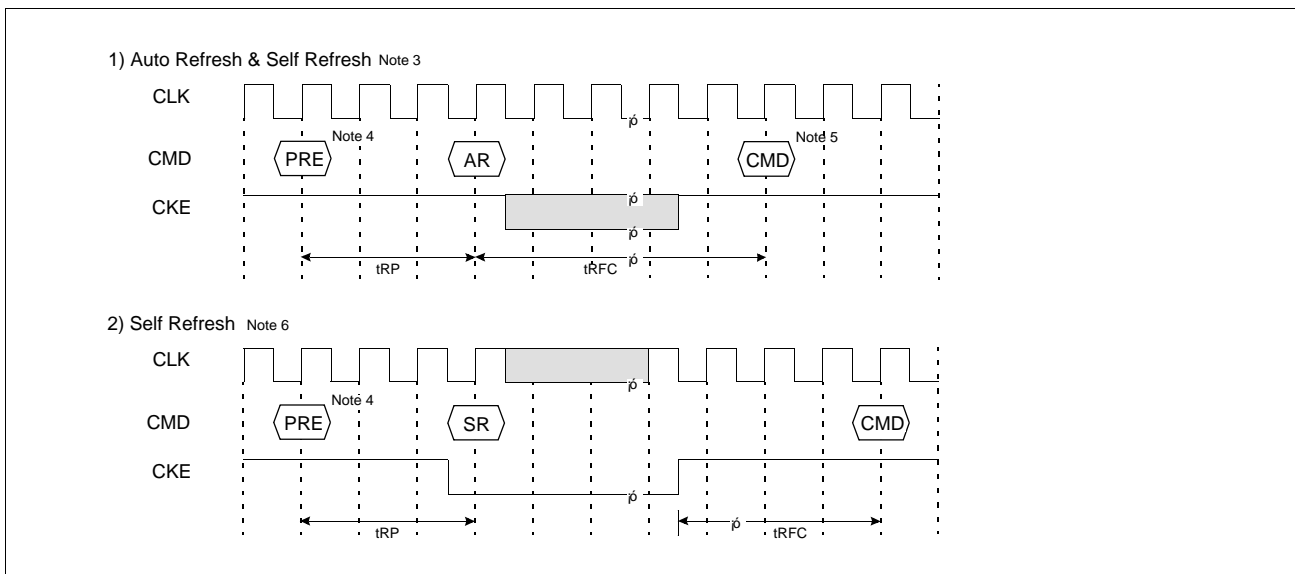 1) Auto Refresh & Self Refresh Note 3
CLK
CMD
PRE
Note 4
AR
CMD
Note 5
CKE
tRP
tRFC
2) Self Refresh Note 6
CLK
CMD
PRE
Note 4
SR
CMD
CKE
tRP
tRFC